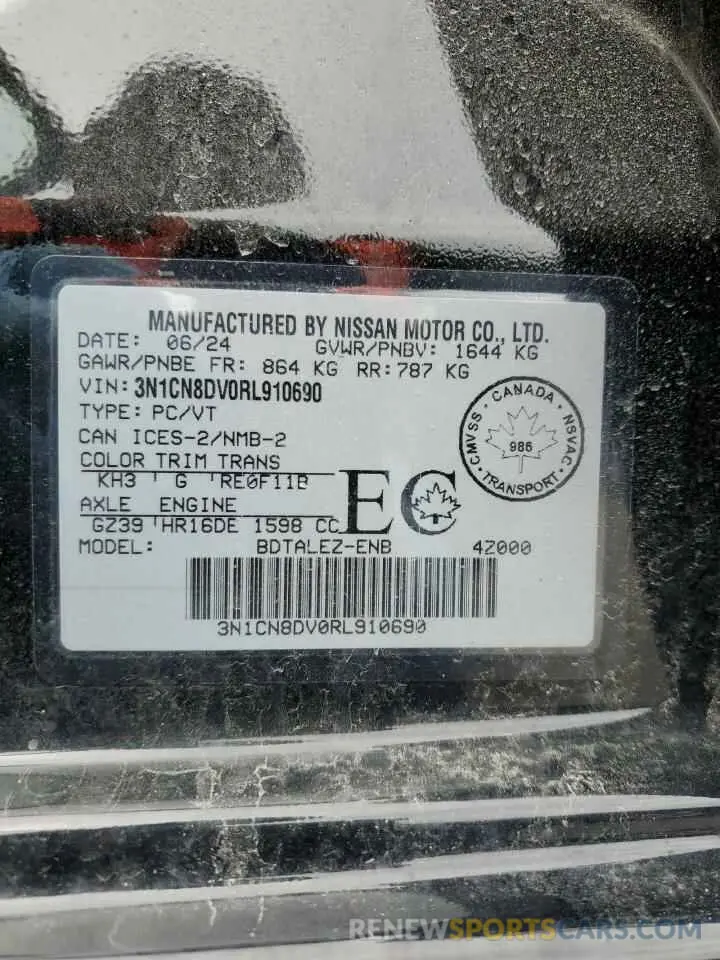 MANUFACTURED BY NISSAN MOTOR CO., LTD.
DATE: 06/24 GVWR/PNBV: 1644 KG
GAWR/PNBE FR: 864 KG RR:787 KG
VIN: 3N1CN8DV0RL910690
TYPE: PC/VT
CAN ICES-2/NMB-2
COLOR TRIM TRANS
KH3 ' G 'RE0F11B
AXLE ENGINE
GZ39 'HR16DE 1598 CC
MODEL: BDTALEZ-ENB 4Z000
EC
CMVSS · CANADA · NSVAC
986
· TRANSPORT ·
3N1CN8DV0RL910690
RENEWSPORTSCARS.COM